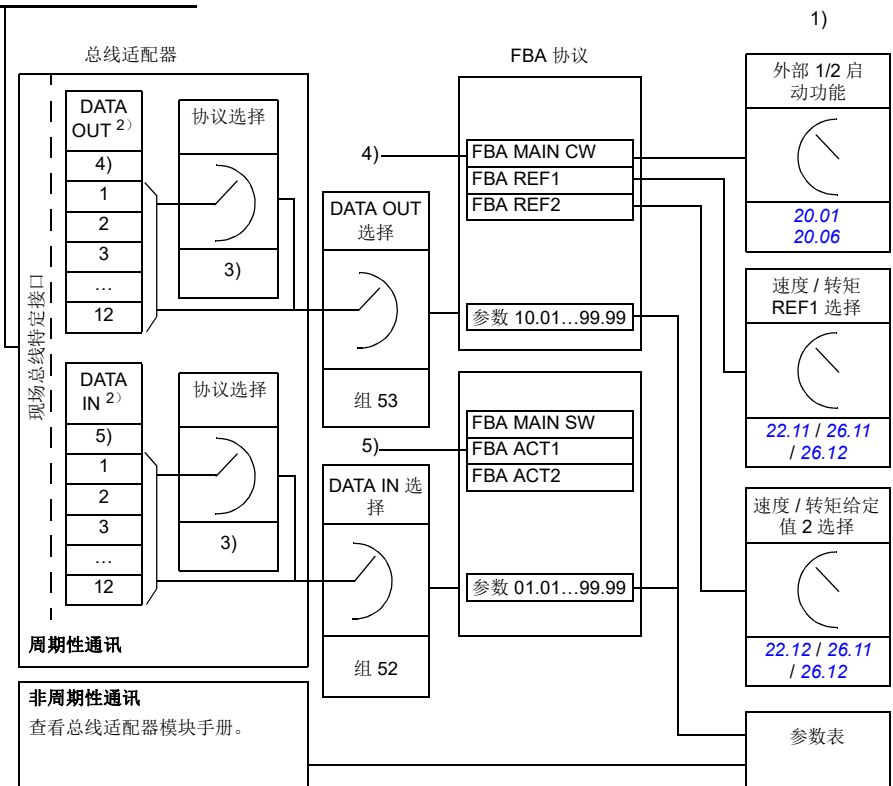 1)
总线适配器
FBA 协议
现场总线特定接口
DATA
OUT 2)
4)
1
2
3
…
12
协议选择
3)
DATA
IN 2)
5)
1
2
3
…
12
协议选择
3)
周期性通讯
4)
DATA OUT
选择
组 53
5)
DATA IN 选
择
组 52
FBA MAIN CW
FBA REF1
FBA REF2
参数 10.01…99.99
FBA MAIN SW
FBA ACT1
FBA ACT2
参数 01.01…99.99
外部 1/2 启
动功能
20.01
20.06
速度 / 转矩
REF1 选择
22.11 / 26.11
/ 26.12
速度 / 转矩给定
值 2 选择
22.12 / 26.11
/ 26.12
非周期性通讯
查看总线适配器模块手册。
参数表